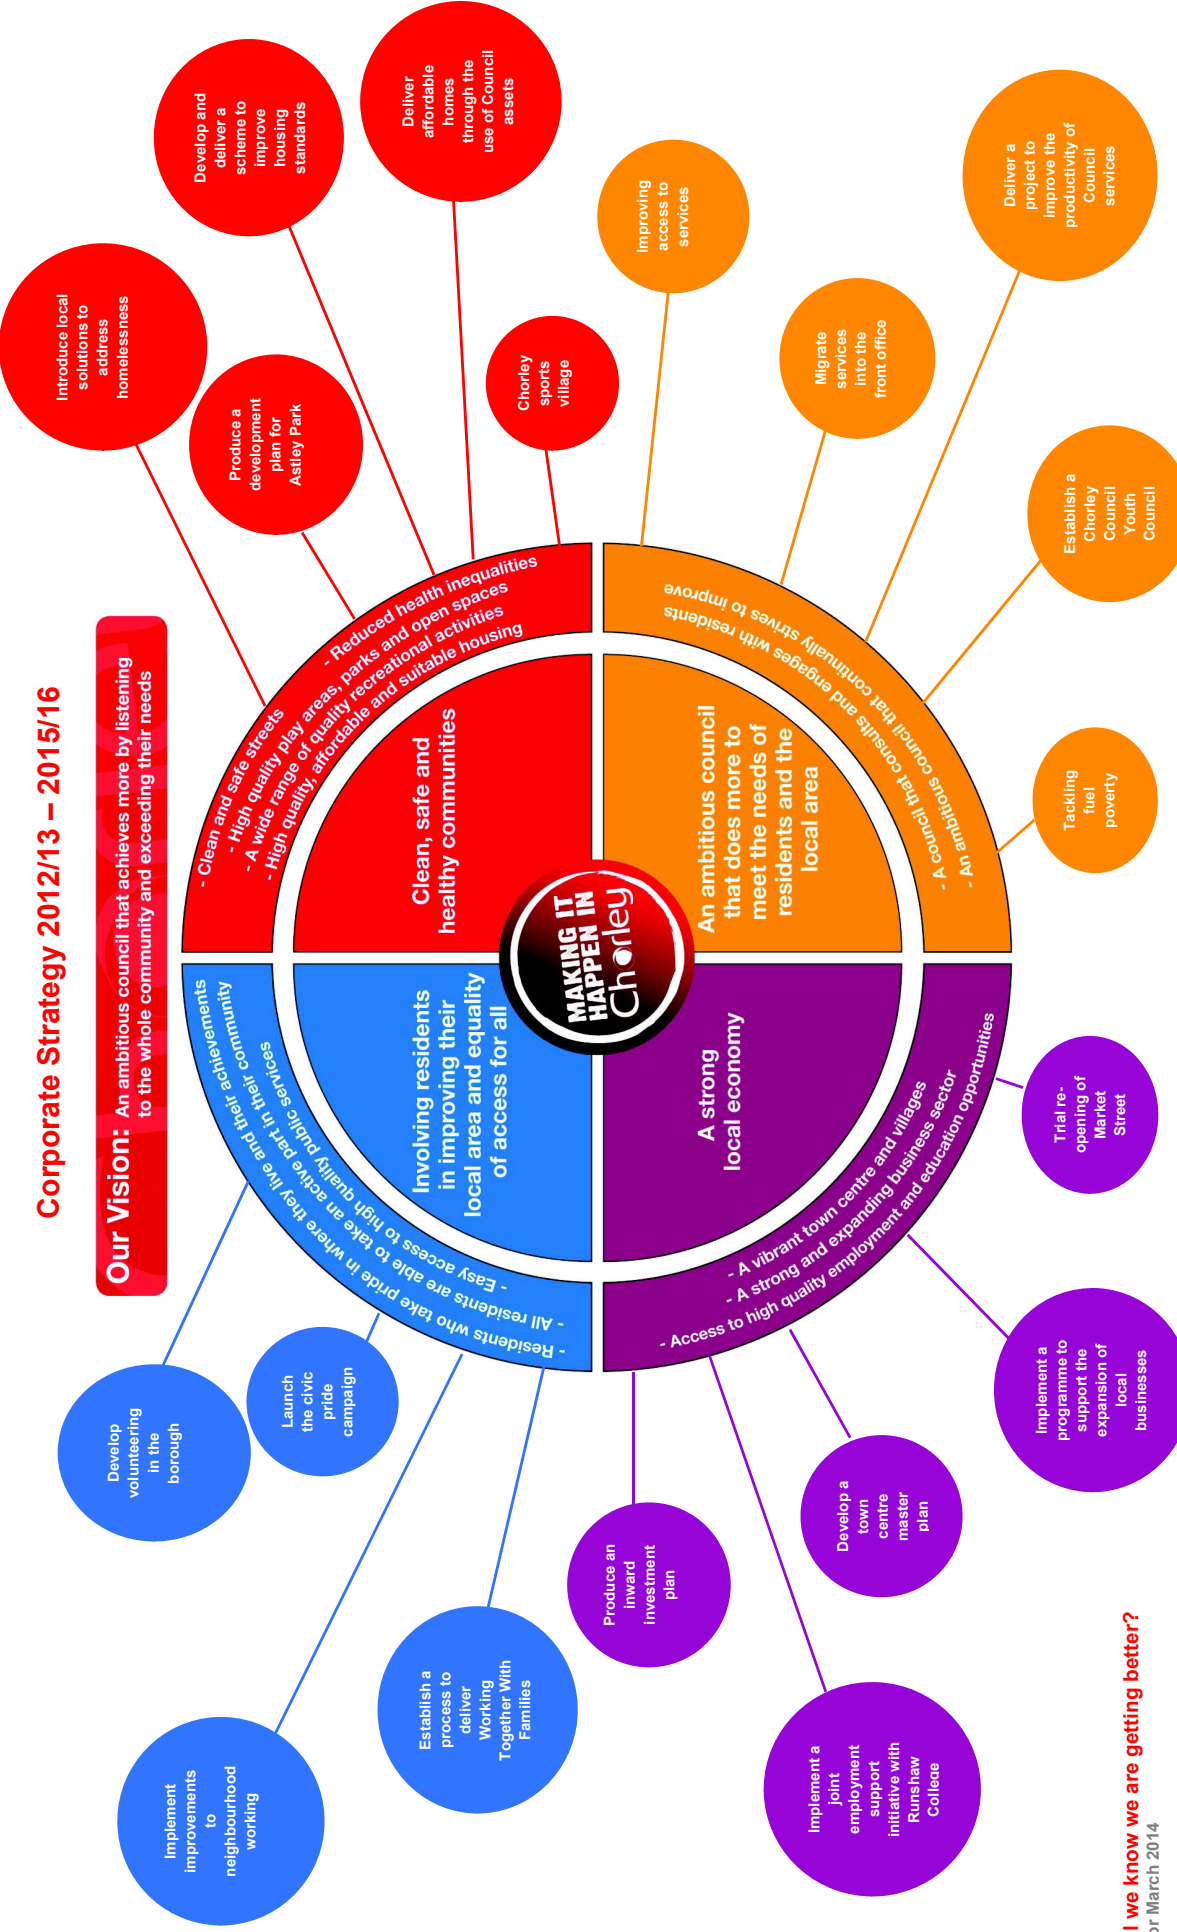 Corporate Strategy 2012/13 – 2015/16
Our Vision: An ambitious council that achieves more by listening
to the whole community and exceeding their needs
Implement
improvements
to
neighbourhood
working
Develop
volunteering
in the
borough
Launch
the civic
pride
campaign
Establish a
process to
deliver
Working
Together With
Families
- Residents who take pride in where they live and their achievements
- All residents are able to take an active part in their community
- Easy access to high quality public services
Involving residents
in improving their
local area and equality
of access for all
Introduce local
solutions to
address
homelessness
Develop and
deliver a
scheme to
improve
housing
standards
Produce a
development
plan for
Astley Park
Deliver
affordable
homes
through the
use of Council
assets
Chorley
sports
village
- Clean and safe streets
- Reduced health inequalities
- High quality play areas, parks and open spaces
- A wide range of quality recreational activities
- High quality, affordable and suitable housing
Clean, safe and
healthy communities
MAKING IT
HAPPEN IN
Chorley
A strong
local economy
- A vibrant town centre and villages
- A strong and expanding business sector
- Access to high quality employment and education opportunities
Produce an
inward
investment
plan
Implement a
joint
employment
support
initiative with
Runshaw
College
Develop a
town
centre
master
plan
Implement a
programme to
support the
expansion of
local
businesses
Trial re-
opening of
Market
Street
An ambitious council
that does more to
meet the needs of
residents and the
local area
- A council that consults and engages with residents
- An ambitious council that continually strives to improve
Improving
access to
services
Migrate
services
into the
front office
Deliver a
project to
improve the
productivity of
Council
services
Establish a
Chorley
Council
Youth
Council
Tackling
fuel
poverty
l we know we are getting better?
or March 2014